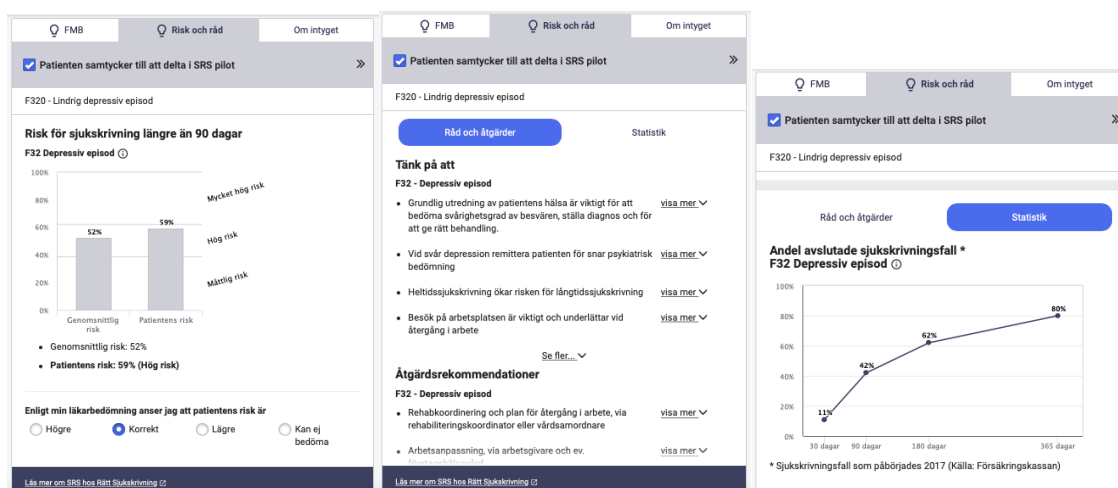 FMB
Risk och råd
Om intyget
Patienten samtycker till att delta i SRS pilot
F320 - Lindrig depressiv episod
Risk för sjukskrivning längre än 90 dagar
F32 Depressiv episod
100%
80%
60%
40%
20%
0%
52%
59%
Mycket hög risk
Hög risk
Måttlig risk
Genomsnittlig
risk
Patientens risk
• Genomsnittlig risk: 52%
• Patientens risk: 59% (Hög risk)
Enligt min läkarbedömning anser jag att patientens risk är
Högre
Korrekt
Lägre
Kan ej
bedöma
Läs mer om SRS hos Rätt Sjukskrivning
FMB
Risk och råd
Om intyget
Patienten samtycker till att delta i SRS pilot
F320 - Lindrig depressiv episod
Råd och åtgärder
Statistik
Tänk på att
F32 - Depressiv episod
• Grundlig utredning av patientens hälsa är viktigt för att visa mer
bedöma svårighetsgrad av besvären, ställa diagnos och för
att ge rätt behandling.
• Vid svår depression remittera patienten för snar psykiatrisk visa mer
bedömning
• Heltidssjukskrivning ökar risken för långtidssjukskrivning visa mer
• Besök på arbetsplatsen är viktigt och underlättar vid visa mer
återgång i arbete
Se fler...
Åtgärdsrekommendationer
F32 - Depressiv episod
• Rehabkoordinering och plan för återgång i arbete, via visa mer
rehabiliteringskoordinator eller vårdsamordnare
• Arbetsanpassning, via arbetsgivare och ev. visa mer
företagshälsovård
Läs mer om SRS hos Rätt Sjukskrivning
FMB
Risk och råd
Om intyget
Patienten samtycker till att delta i SRS pilot
F320 - Lindrig depressiv episod
Råd och åtgärder
Statistik
Andel avslutade sjukskrivningsfall *
F32 Depressiv episod
100%
80%
60%
40%
20%
0%
11%
42%
62%
80%
30 dagar
90 dagar
180 dagar
365 dagar
* Sjukskrivningsfall som påbörjades 2017 (Källa: Försäkringskassan)